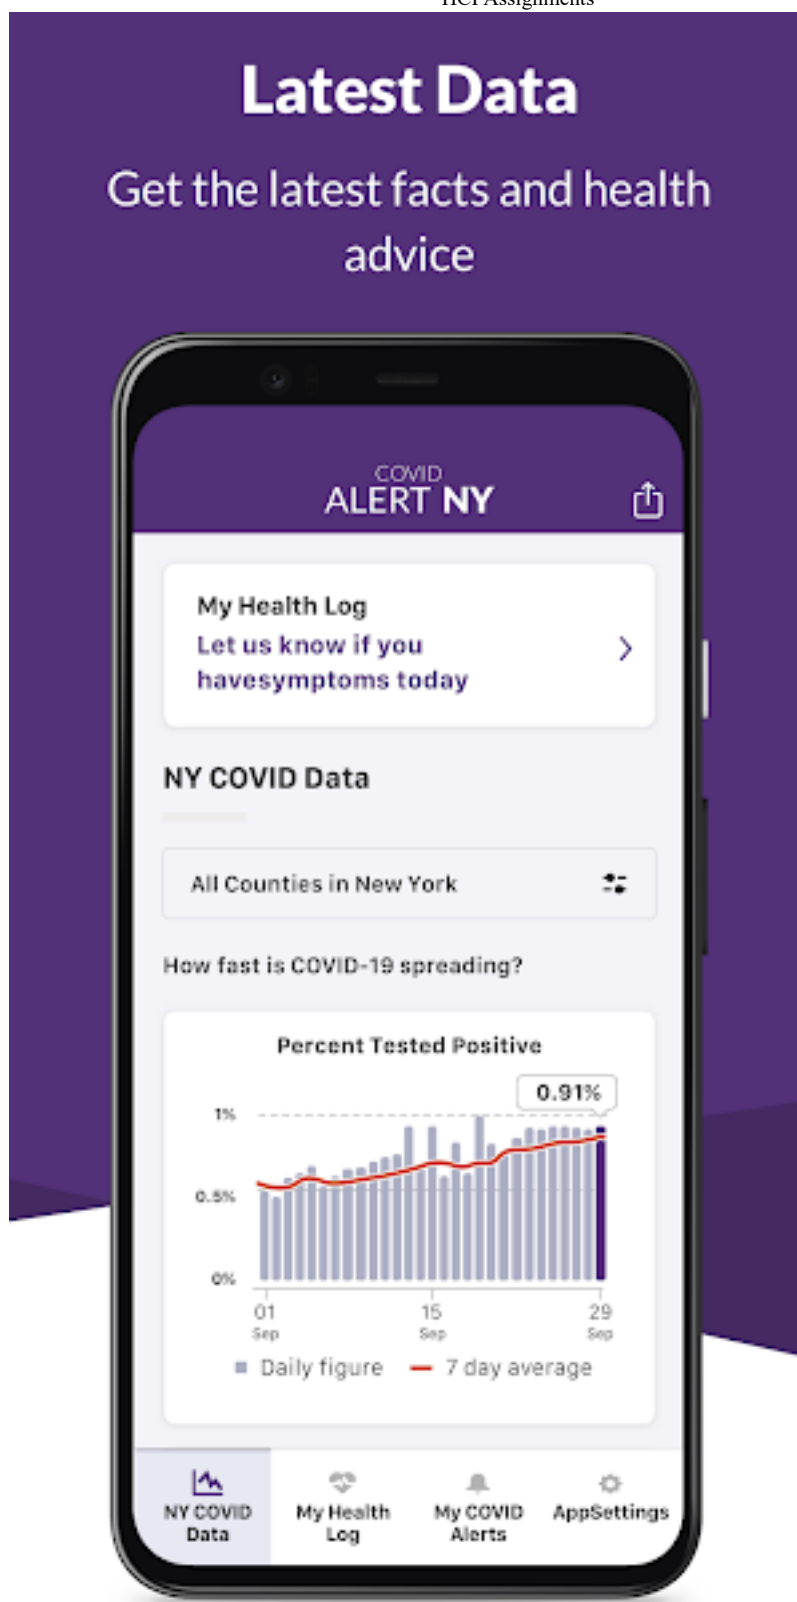 HCI Assignments
Latest Data
Get the latest facts and health
advice
COVID
ALERT NY
My Health Log
Let us know if you
havesymptoms today
NY COVID Data
All Counties in New York
How fast is COVID-19 spreading?
Percent Tested Positive
0.91%
1%
0.5%
0%
01 15 29
Sep Sep Sep
Daily figure 7 day average
NY COVID My Health My COVID AppSettings
Data Log Alerts